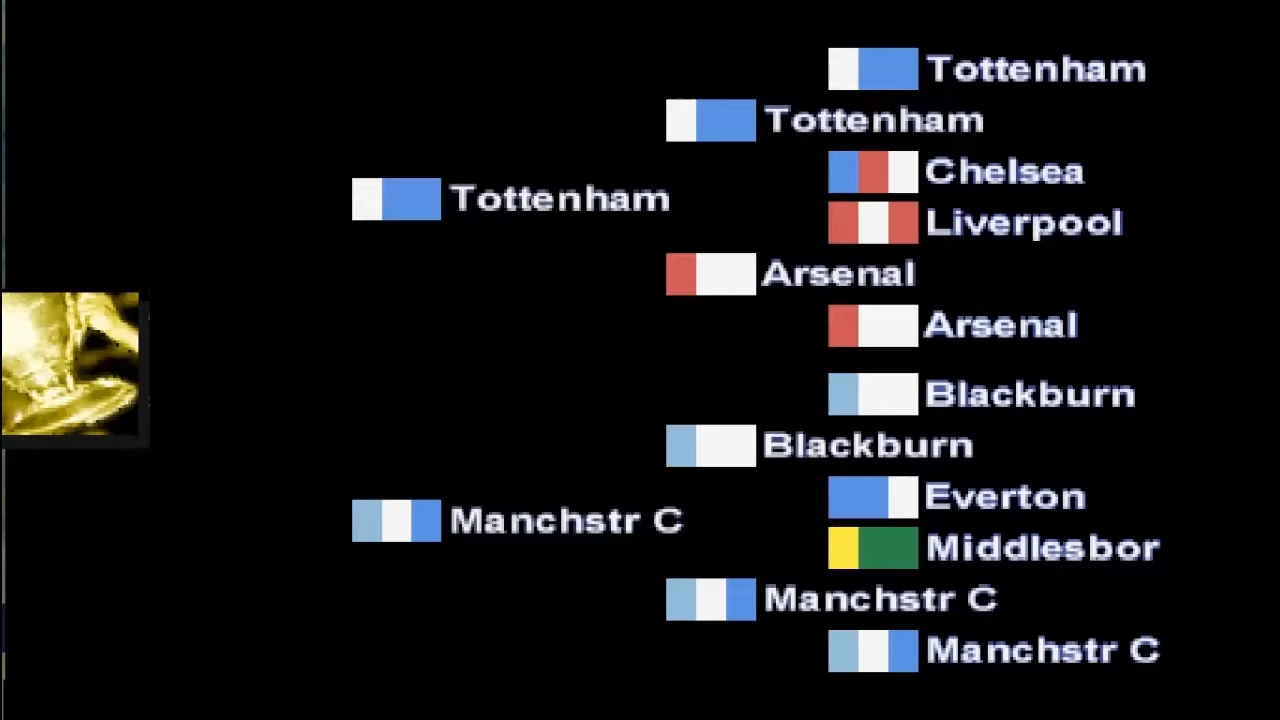 Tottenham
Tottenham
Chelsea
Tottenham
Liverpool
Arsenal
Arsenal
Blackburn
Blackburn
Everton
Manchstr C
Middlesbor
Manchstr C
Manchstr C